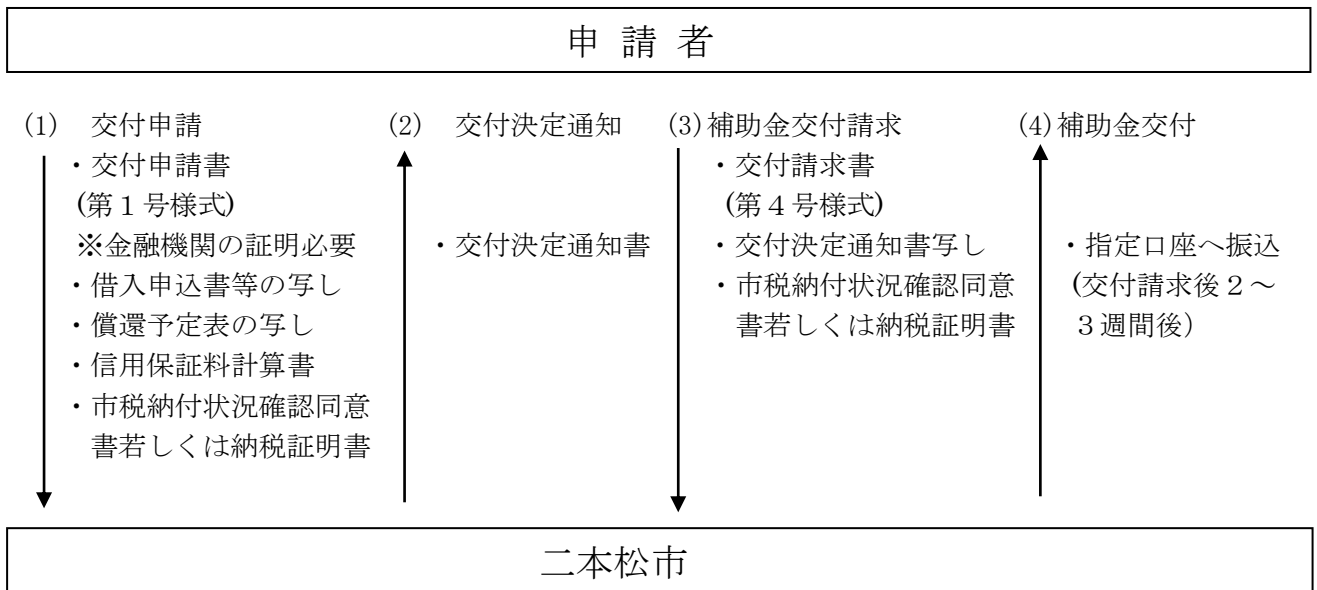 申 請 者
(1) 交付申請
・交付申請書
(第１号様式)
※金融機関の証明必要
・借入申込書等の写し
・償還予定表の写し
・信用保証料計算書
・市税納付状況確認同意
書若しくは納税証明書
(2) 交付決定通知
・交付決定通知書
(3)補助金交付請求
・交付請求書
(第４号様式)
・交付決定通知書写し
・市税納付状況確認同意
書若しくは納税証明書
(4)補助金交付
・指定口座へ振込
(交付請求後２～
３週間後）
二本松市